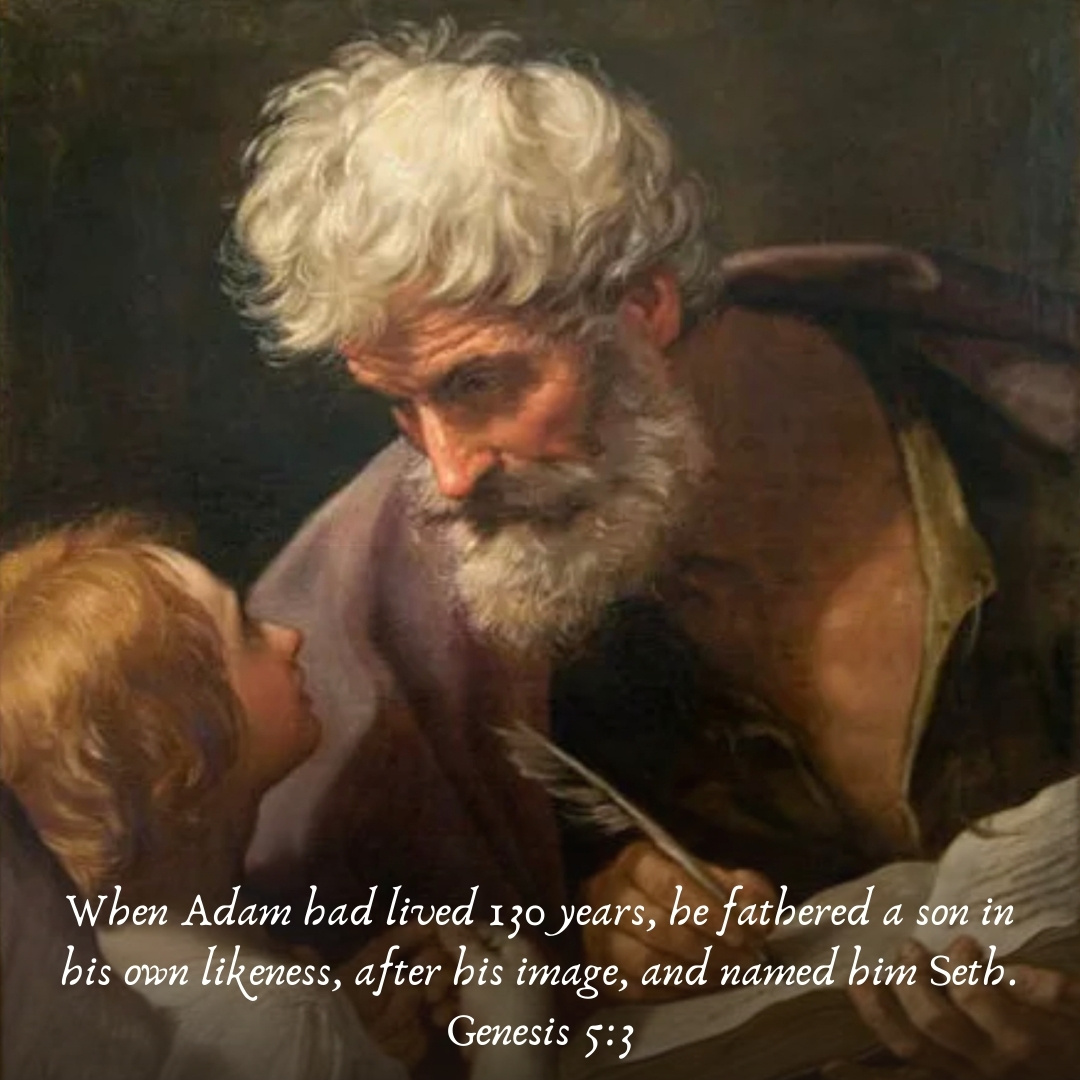 When Adam had lived 130 years, he fathered a son in
his own likeness, after his image, and named him Seth.
Genesis 5:3